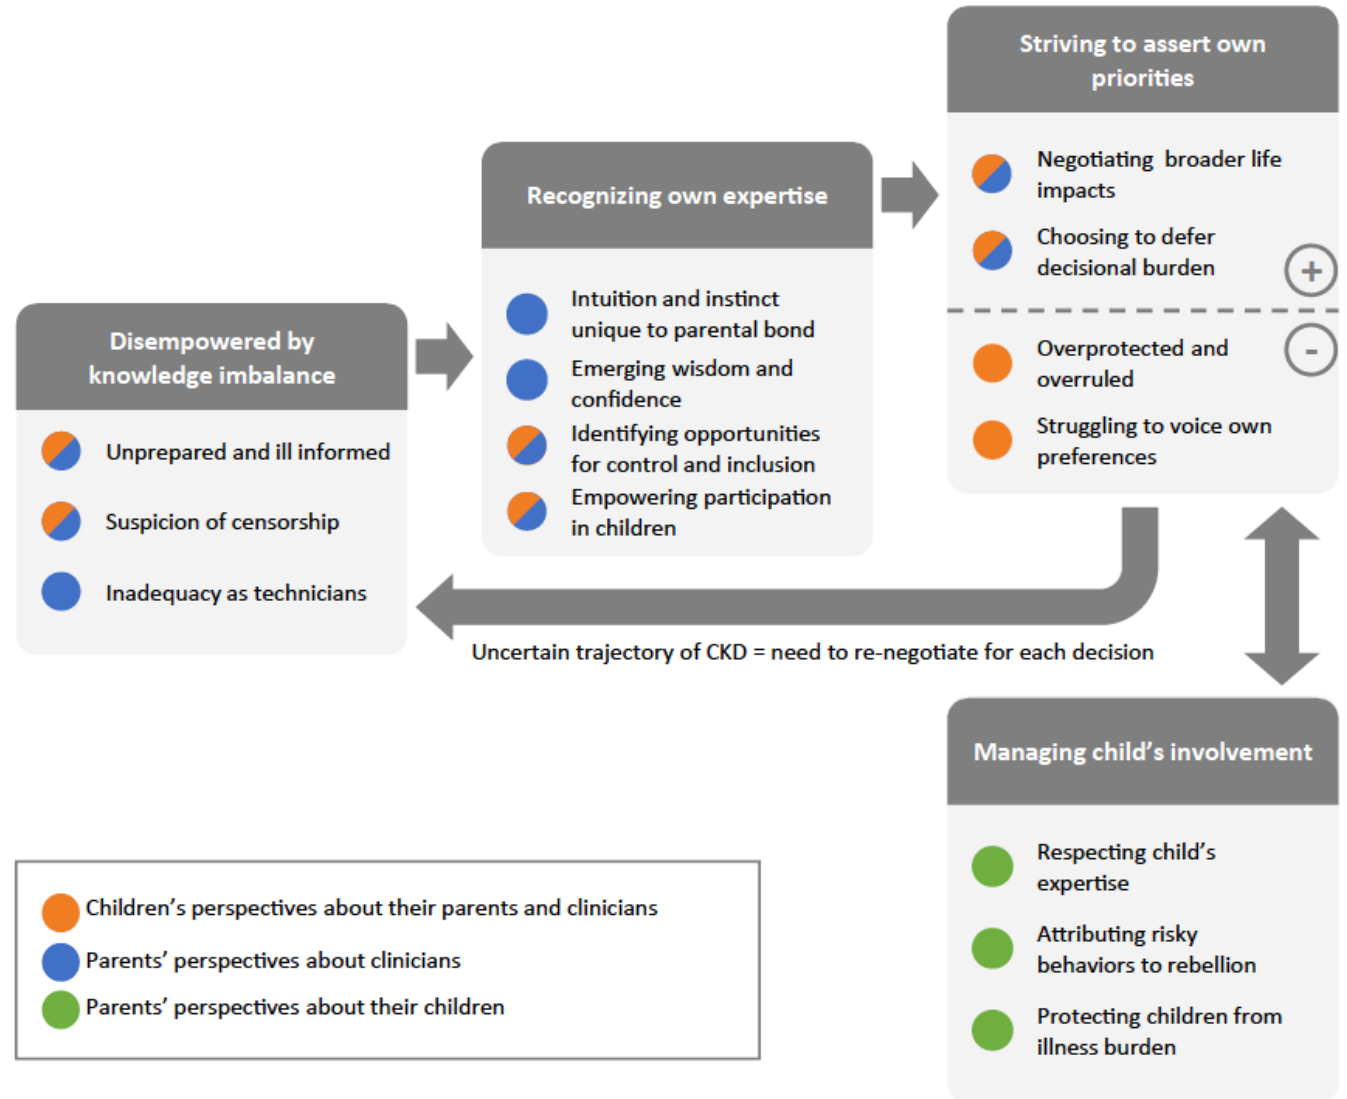 Striving to assert own
priorities
Negotiating broader life
impacts
Choosing to defer
decisional burden
+
-
Overprotected and
overruled
Struggling to voice own
preferences
Recognizing own expertise
Intuition and instinct
unique to parental bond
Emerging wisdom and
confidence
Identifying opportunities
for control and inclusion
Empowering participation
in children
Disempowered by
knowledge imbalance
Unprepared and ill informed
Suspicion of censorship
Inadequacy as technicians
Uncertain trajectory of CKD = need to re-negotiate for each decision
Managing child’s involvement
Respecting child’s
expertise
Attributing risky
behaviors to rebellion
Protecting children from
illness burden
Children’s perspectives about their parents and clinicians
Parents’ perspectives about clinicians
Parents’ perspectives about their children